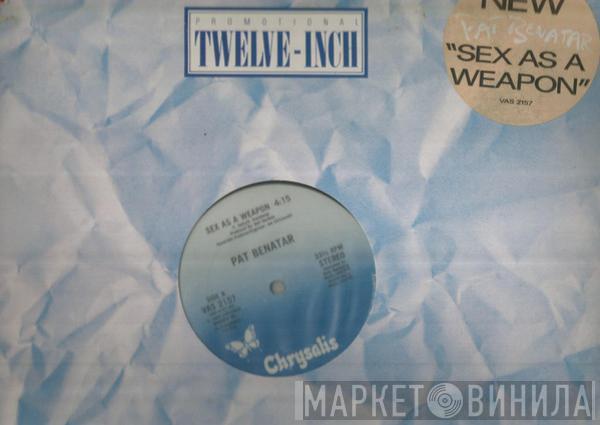 PROMOTIONAL
TWELVE-INCH
NEW
PAT BENATAR
"SEX AS A
WEAPON"
VAS 2157
SEX AS A WEAPON 4:15
PAT BENATAR
SIDE A
VAS 2157
33⅓ RPM
STEREO
Chrysalis
МАРКЕТ ВИНИЛА